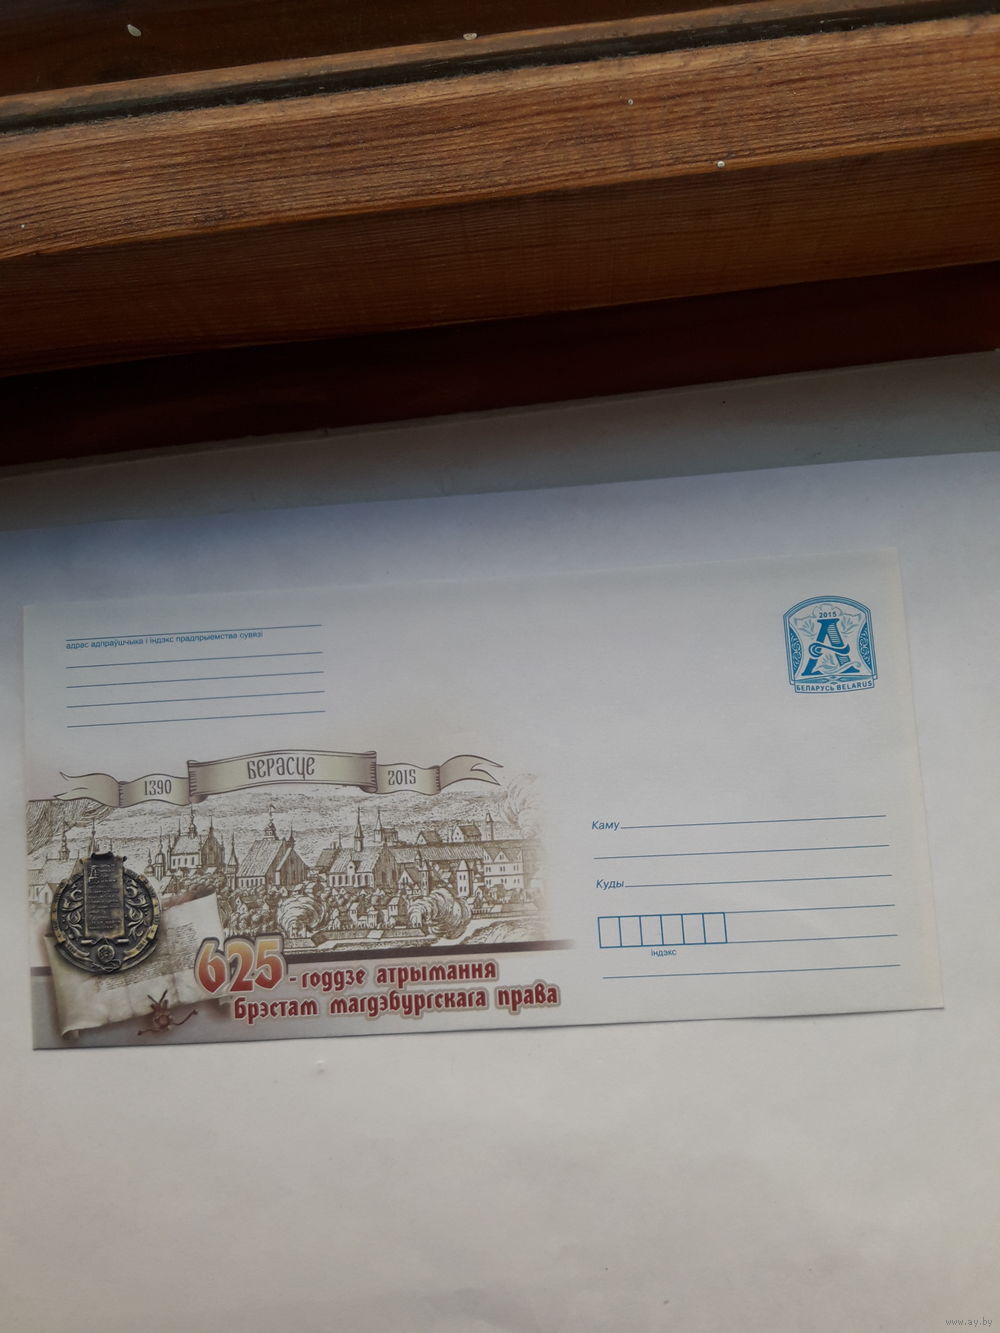 адрас адпраўшчыка і індэкс прадпрыемства сувязі
2015
А
БЕЛАРУСЬ BELARUS
1390
БЕРАСЦЕ
2015
Каму
Куды
індэкс
625-годдзе атрымання
Брэстам магдэбургскага права
www.ay.by